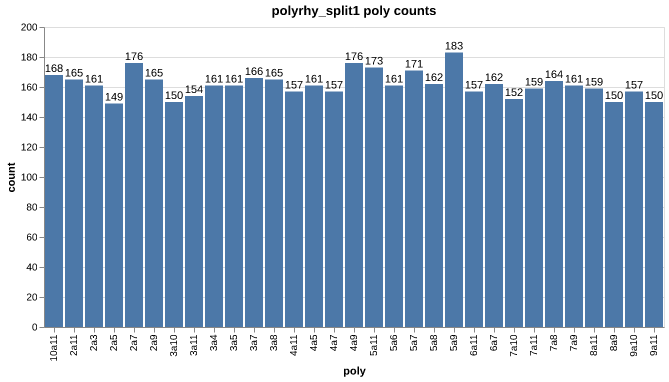 polyrhy_split1 poly counts
200
180
160
140
120
100
80
60
40
20
0
count
168 165 161 149 176 165 150 154 161 161 166 165 157 161 157 176 173 161 171 162 183 157 162 152 159 164 161 159 150 157 150
10a11 2a11 2a3 2a5 2a7 2a9 3a10 3a11 3a4 3a5 3a7 3a8 4a11 4a5 4a7 4a9 5a11 5a6 5a7 5a8 5a9 6a11 6a7 7a10 7a11 7a8 7a9 8a11 8a9 9a10 9a11
poly